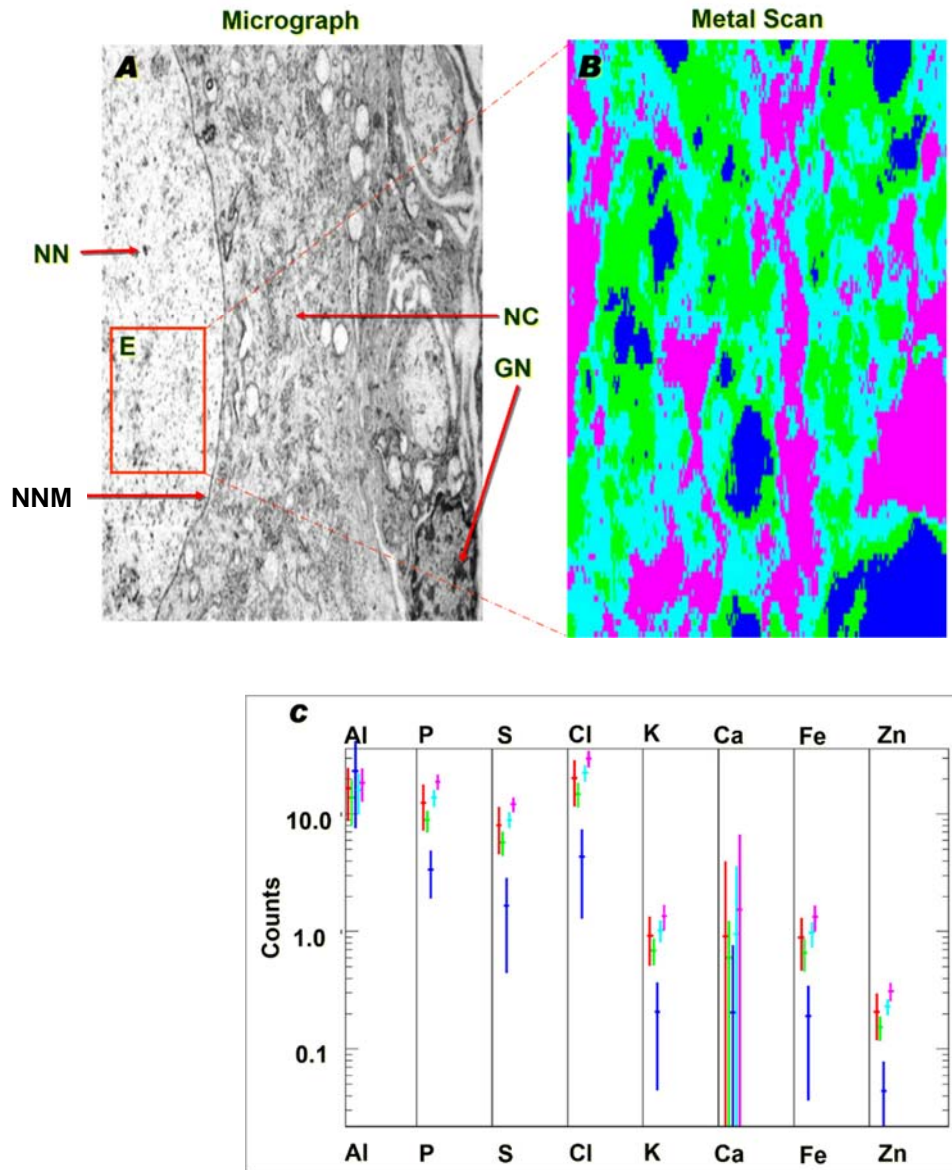 Micrograph
Metal Scan
A
B
NN
E
NC
GN
NNM
C
Al P S Cl K Ca Fe Zn
10.0
1.0
0.1
Counts
Al P S Cl K Ca Fe Zn